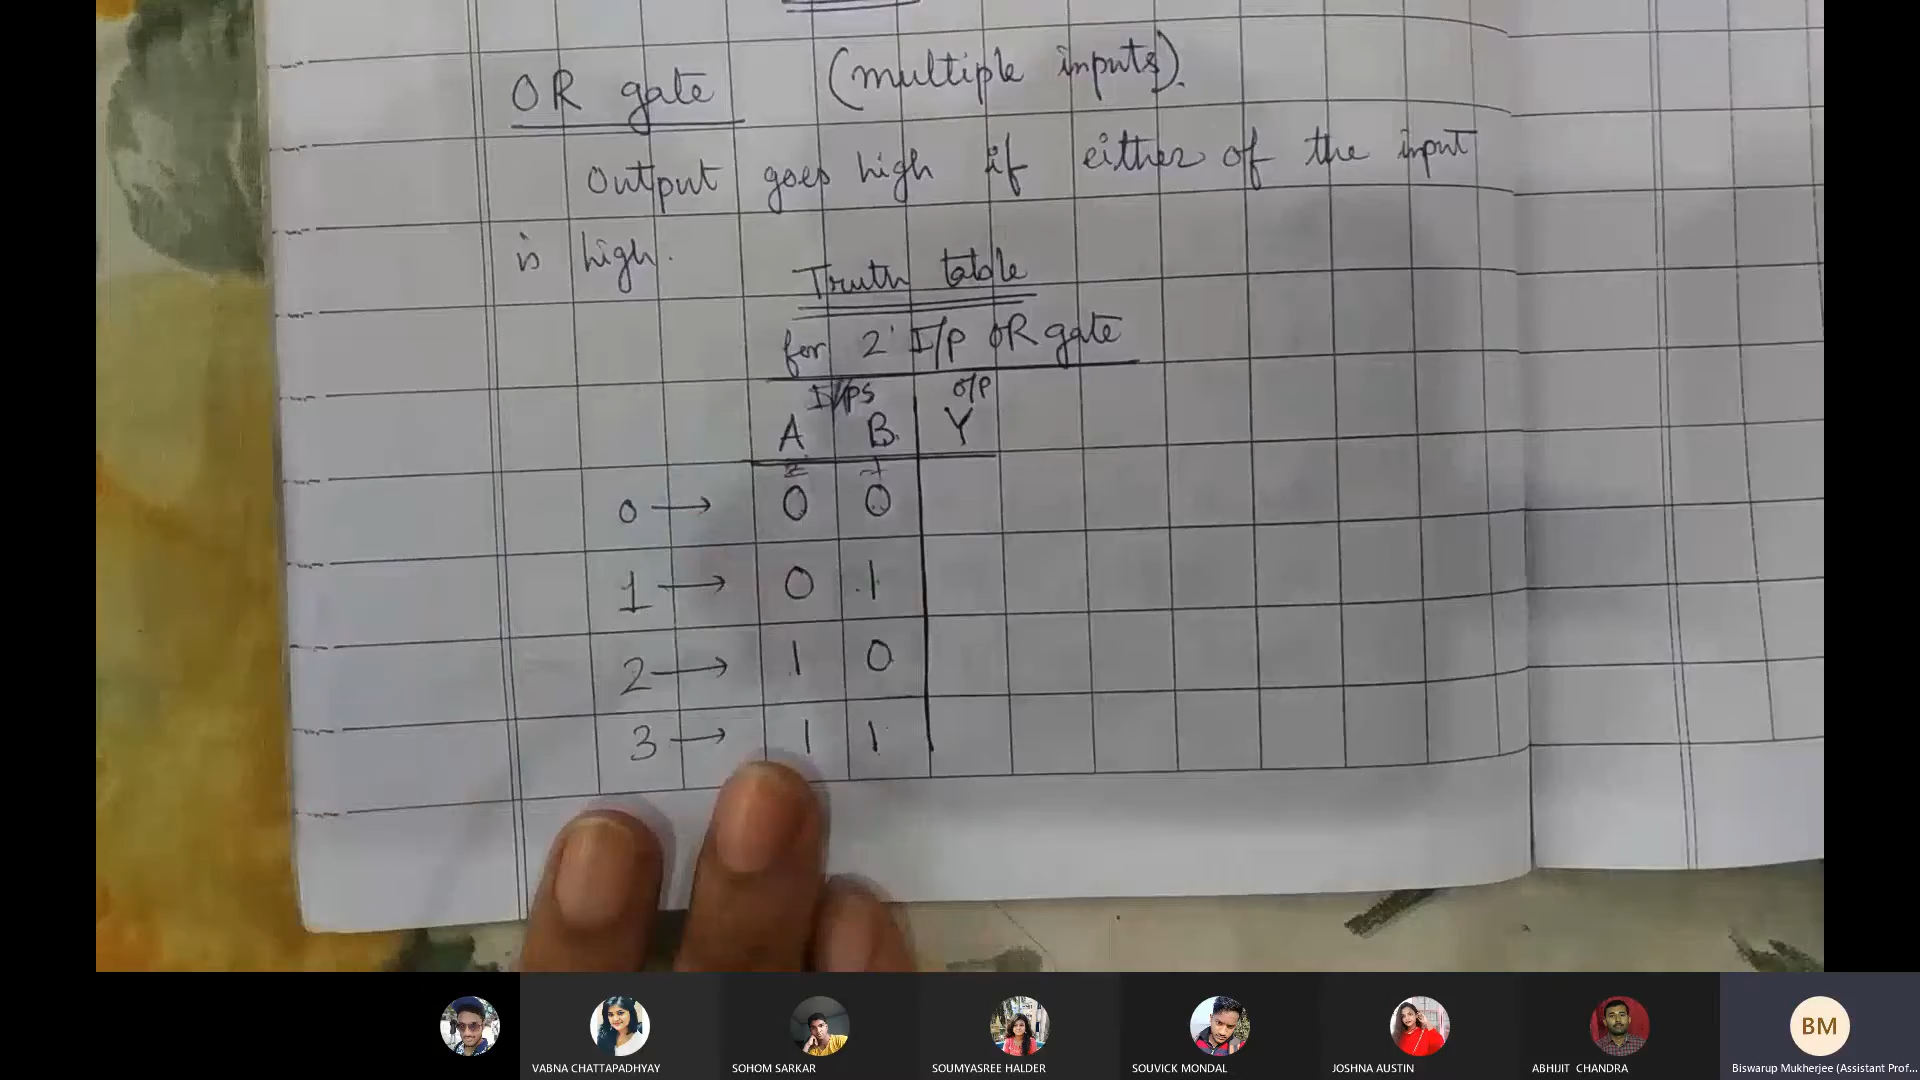 OR gate (multiple inputs).
Output goes high if either of the input
is high.
Truth table
for 2 I/P OR gate
I/Ps O/P
A B Y
2 1
0 → 0 0
1 → 0 1
2 → 1 0
3 → 1 1
VABNA CHATTAPADHYAY SOHOM SARKAR SOUMYASREE HALDER SOUVICK MONDAL JOSHNA AUSTIN ABHIJIT CHANDRA BM
Biswarup Mukherjee (Assistant Prof...